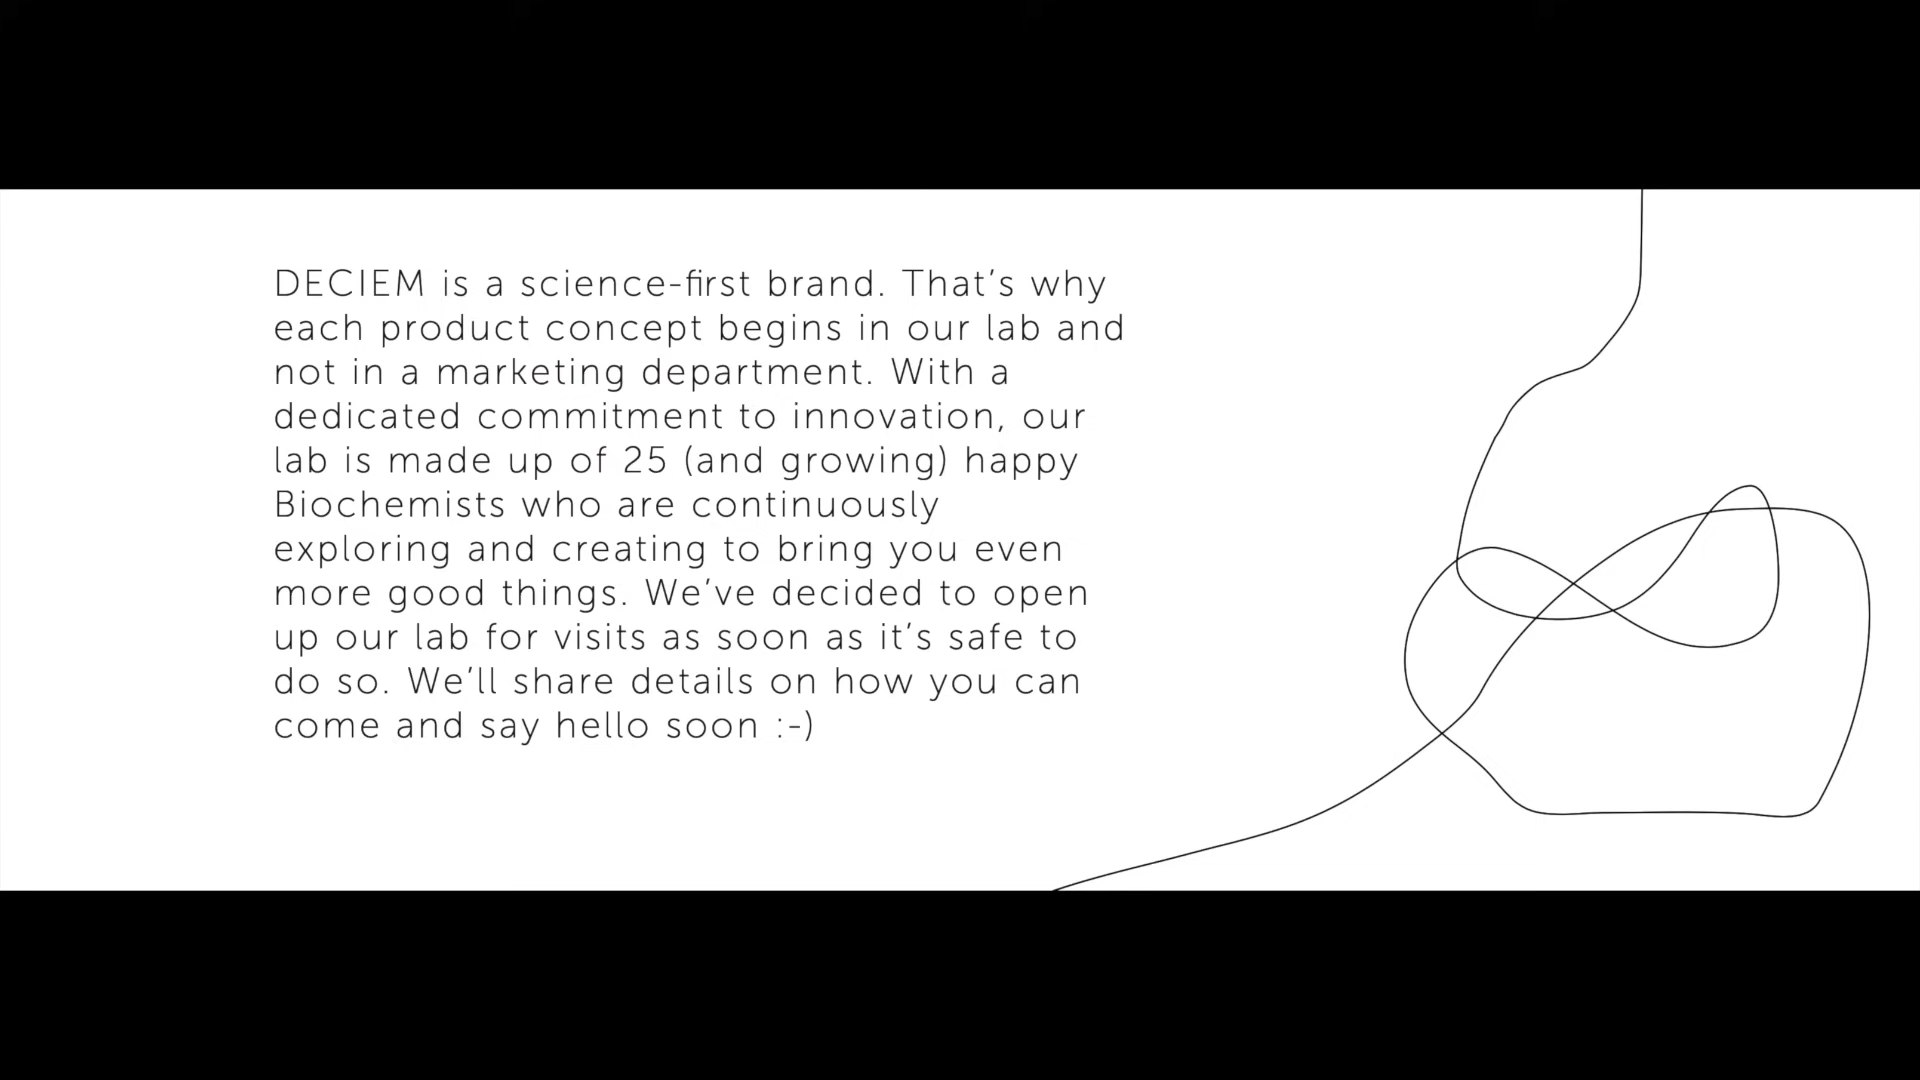 DECIEM is a science-first brand. That’s why
each product concept begins in our lab and
not in a marketing department. With a
dedicated commitment to innovation, our
lab is made up of 25 (and growing) happy
Biochemists who are continuously
exploring and creating to bring you even
more good things. We’ve decided to open
up our lab for visits as soon as it’s safe to
do so. We’ll share details on how you can
come and say hello soon :-)